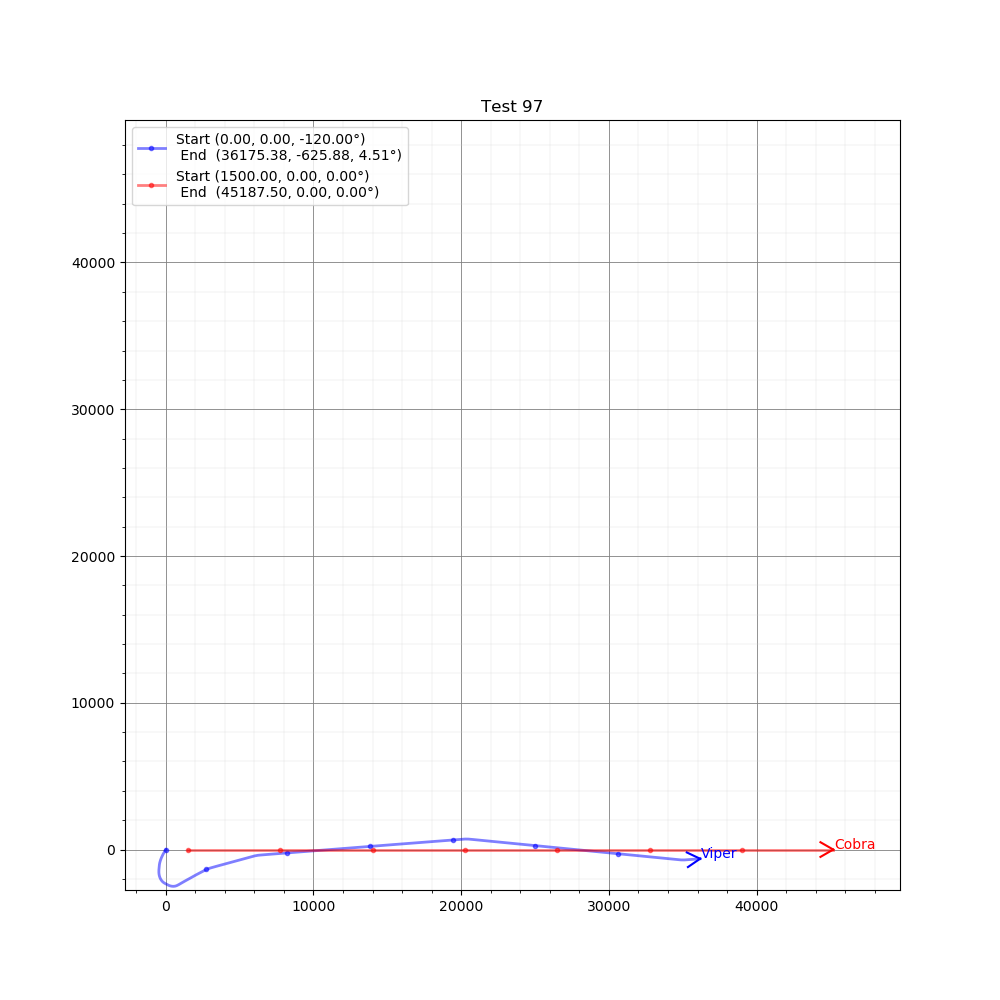 Test 97
Start (0.00, 0.00, -120.00°)
End  (36175.38, -625.88, 4.51°)
Start (1500.00, 0.00, 0.00°)
End  (45187.50, 0.00, 0.00°)
40000
30000
20000
10000
0
Cobra
Viper
0
10000
20000
30000
40000